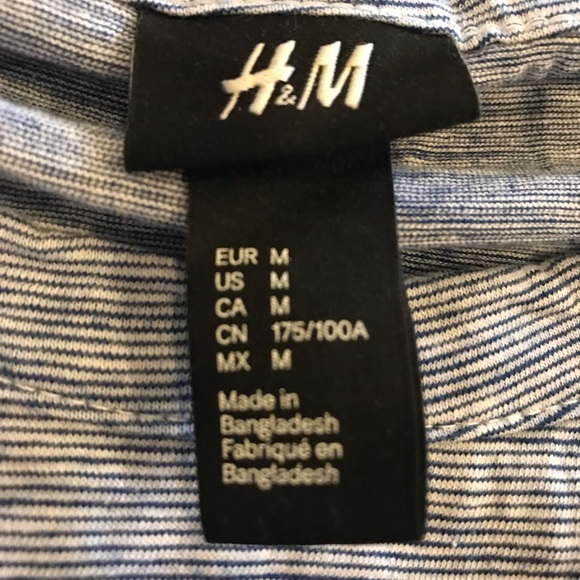 H&M
EUR M
US M
CA M
CN 175/100A
MX M
Made in
Bangladesh
Fabriqué en
Bangladesh